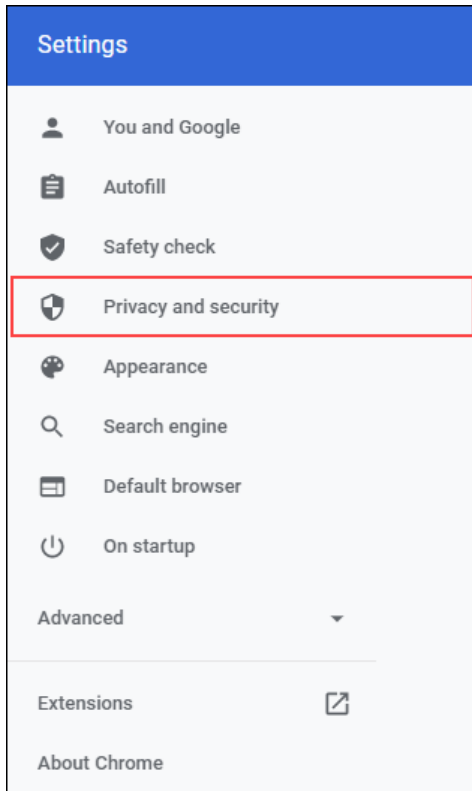 Settings
You and Google
Autofill
Safety check
Privacy and security
Appearance
Search engine
Default browser
On startup
Advanced
Extensions
About Chrome